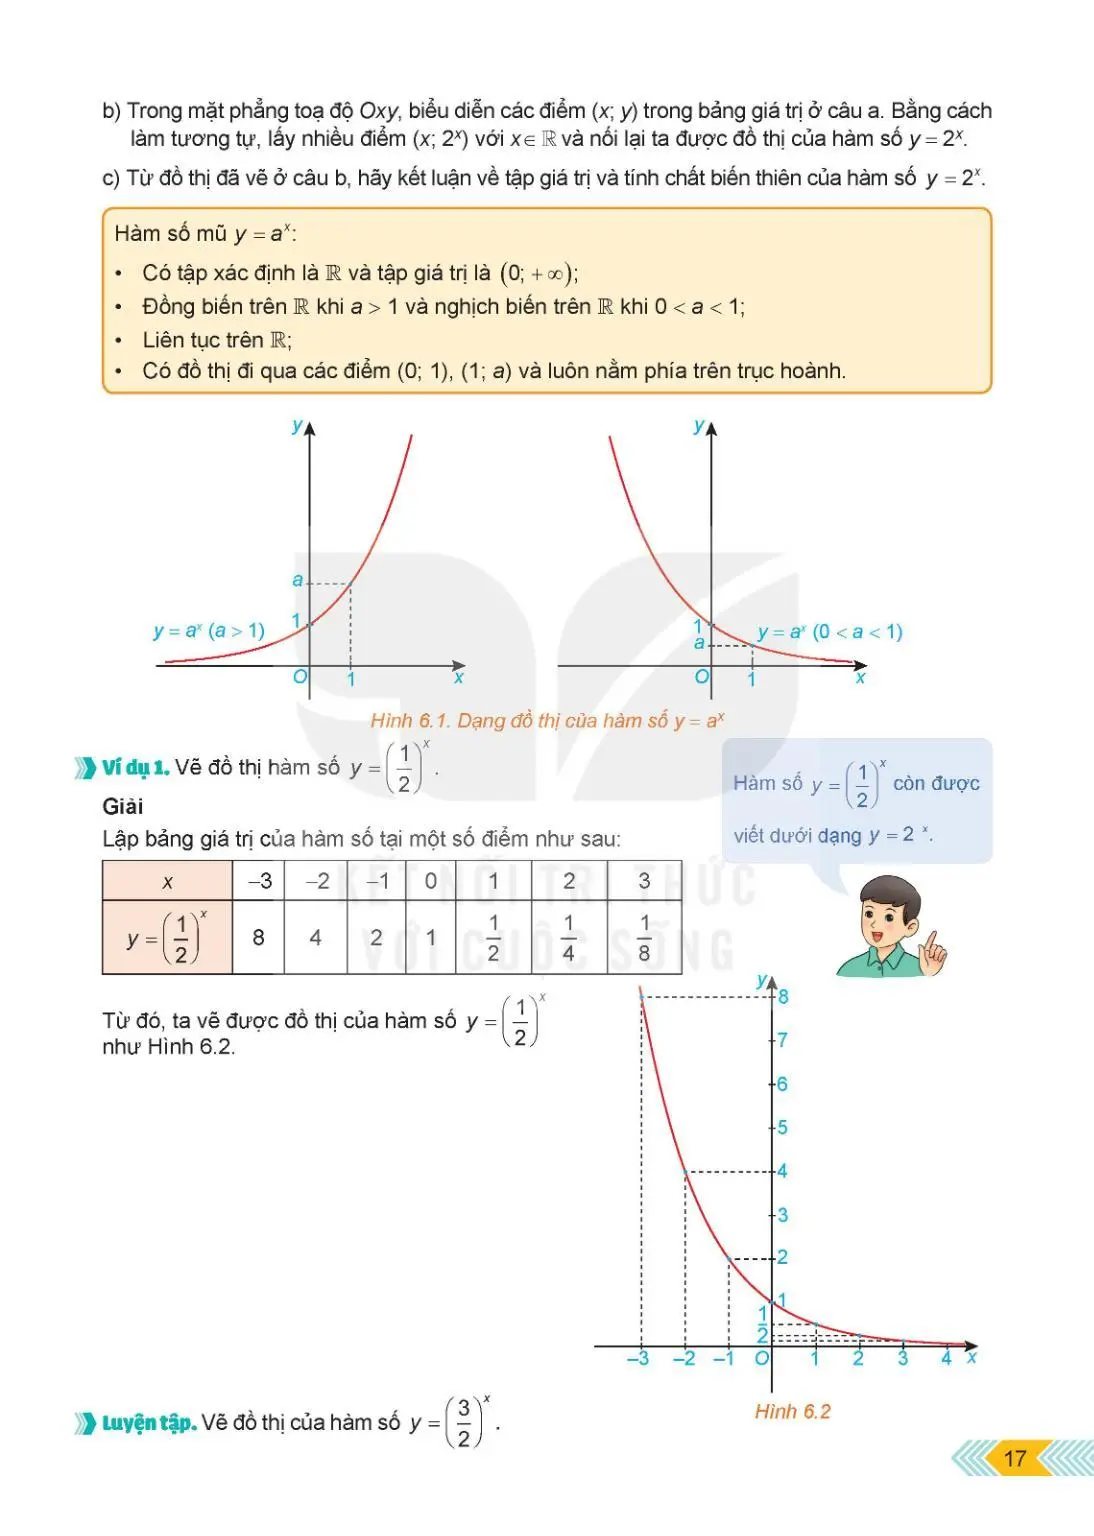 b) Trong mặt phẳng toạ độ Oxy, biểu diễn các điểm (x; y) trong bảng giá trị ở câu a. Bằng cách
làm tương tự, lấy nhiều điểm (x; 2ˣ) với x ∈ ℝ và nối lại ta được đồ thị của hàm số y = 2ˣ.
c) Từ đồ thị đã vẽ ở câu b, hãy kết luận về tập giá trị và tính chất biến thiên của hàm số y = 2ˣ.
Hàm số mũ y = aˣ:
• Có tập xác định là ℝ và tập giá trị là (0; +∞);
• Đồng biến trên ℝ khi a > 1 và nghịch biến trên ℝ khi 0 < a < 1;
• Liên tục trên ℝ;
• Có đồ thị đi qua các điểm (0; 1), (1; a) và luôn nằm phía trên trục hoành.
y
a
1
y = aˣ (a > 1)
O 1 x
y
1
a
y = aˣ (0 < a < 1)
O 1 x
Hình 6.1. Dạng đồ thị của hàm số y = aˣ
Ví dụ 1. Vẽ đồ thị hàm số y = (1/2)ˣ.
Hàm số y = (1/2)ˣ còn được
viết dưới dạng y = 2 ˣ.
Giải
Lập bảng giá trị của hàm số tại một số điểm như sau:
x –3 –2 –1 0 1 2 3
y = (1/2)ˣ 8 4 2 1 1/2 1/4 1/8
KẾT NỐI TRI THỨC
VỚI CUỘC SỐNG
Từ đó, ta vẽ được đồ thị của hàm số y = (1/2)ˣ
như Hình 6.2.
y
8
7
6
5
4
3
2
1
1/2
–3 –2 –1 O 1 2 3 4 x
Hình 6.2
Luyện tập. Vẽ đồ thị của hàm số y = (3/2)ˣ.
17